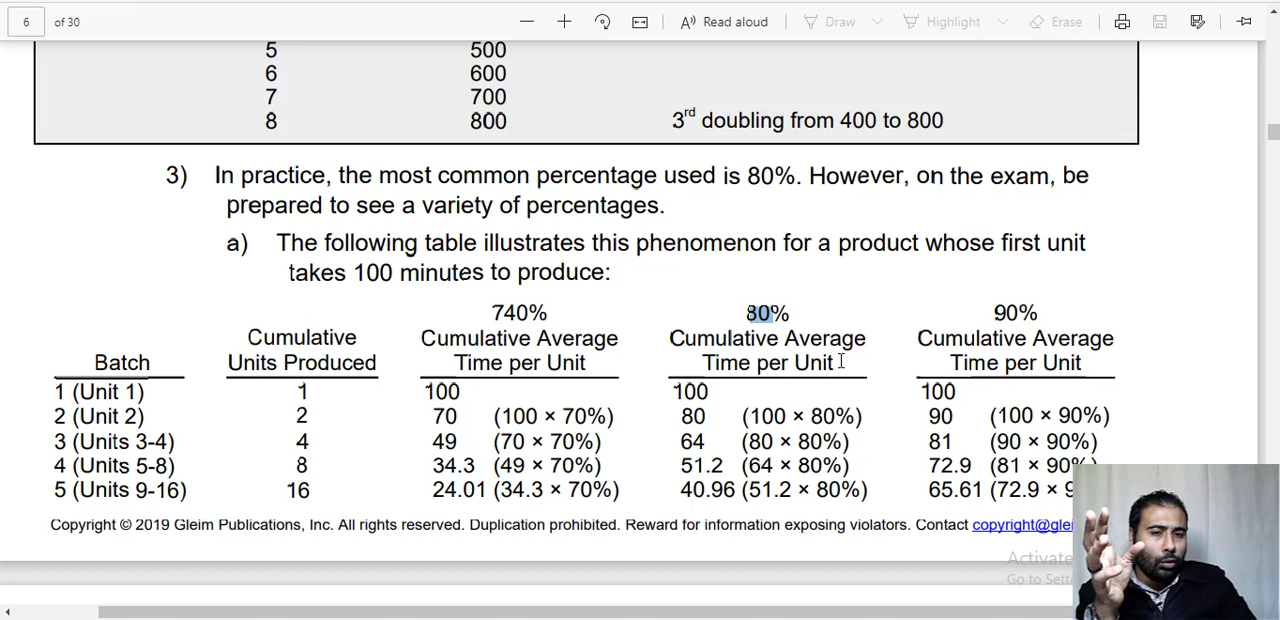 6 of 30 Read aloud Draw Highlight Erase
5 500
6 600
7 700
8 800 3rd doubling from 400 to 800
3) In practice, the most common percentage used is 80%. However, on the exam, be
prepared to see a variety of percentages.
a) The following table illustrates this phenomenon for a product whose first unit
takes 100 minutes to produce:
740% 80% 90%
Cumulative Cumulative Average Cumulative Average Cumulative Average
Batch Units Produced Time per Unit Time per Unit Time per Unit
1 (Unit 1) 1 100 100 100
2 (Unit 2) 2 70 (100 × 70%) 80 (100 × 80%) 90 (100 × 90%)
3 (Units 3-4) 4 49 (70 × 70%) 64 (80 × 80%) 81 (90 × 90%)
4 (Units 5-8) 8 34.3 (49 × 70%) 51.2 (64 × 80%) 72.9 (81 × 90%
5 (Units 9-16) 16 24.01 (34.3 × 70%) 40.96 (51.2 × 80%) 65.61 (72.9 × 9
Copyright © 2019 Gleim Publications, Inc. All rights reserved. Duplication prohibited. Reward for information exposing violators. Contact copyright@glei
Activate
Go to Setti